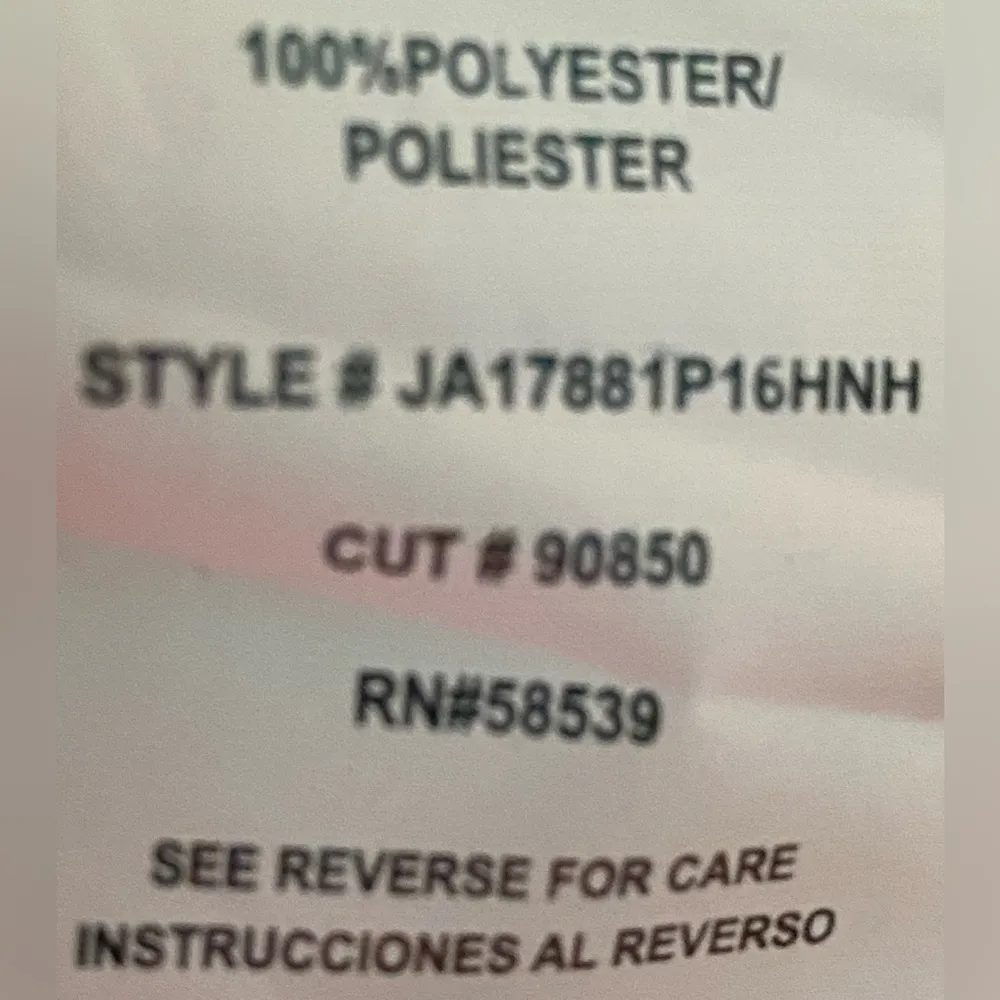 100%POLYESTER/
POLIESTER
STYLE # JA17881P16HNH
CUT # 90850
RN#58539
SEE REVERSE FOR CARE
INSTRUCCIONES AL REVERSO